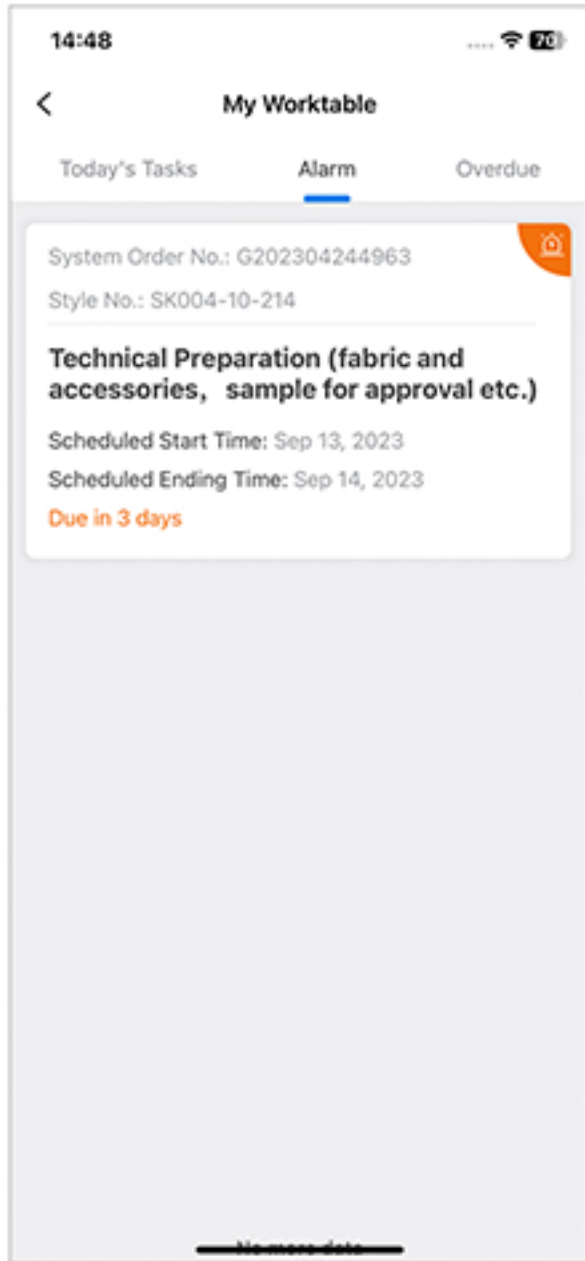 14:48
70
My Worktable
Today's Tasks
Alarm
Overdue
System Order No.: G202304244963
Style No.: SK004-10-214
Technical Preparation (fabric and
accessories, sample for approval etc.)
Scheduled Start Time: Sep 13, 2023
Scheduled Ending Time: Sep 14, 2023
Due in 3 days
No more data